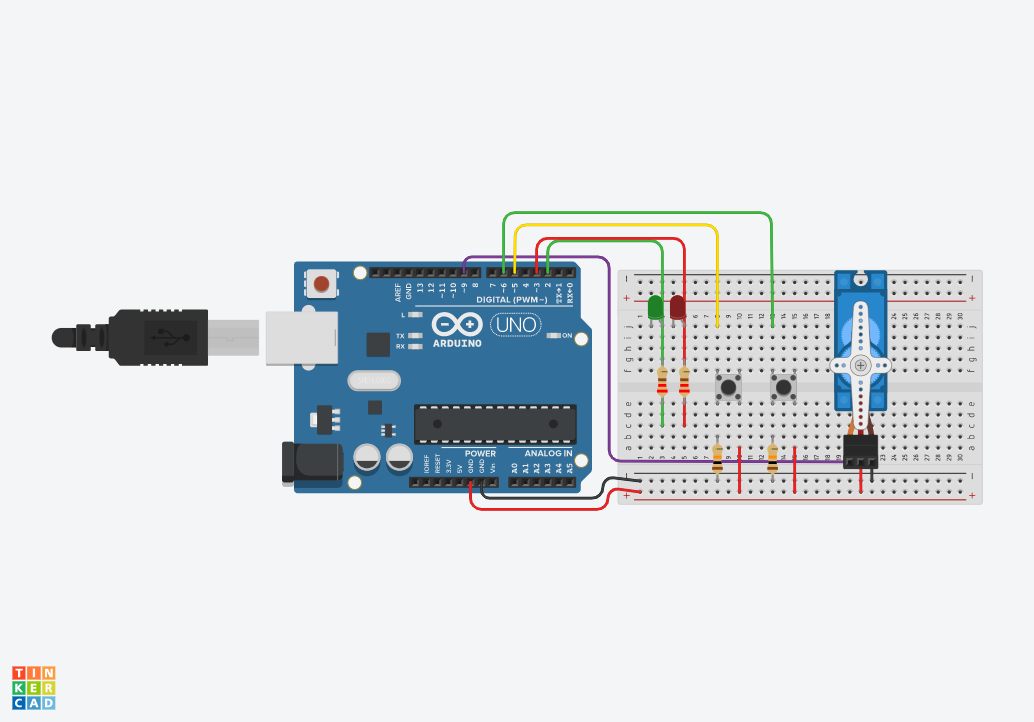 AREF
GND
13
12
~11
~10
~9
8
7
~6
~5
4
~3
2
TX→1
RX←0
DIGITAL (PWM~)
L
TX
RX
ARDUINO
UNO
ON
POWER
ANALOG IN
IOREF
RESET
3.3V
5V
GND
GND
Vin
A0
A1
A2
A3
A4
A5
TIN
KER
CAD